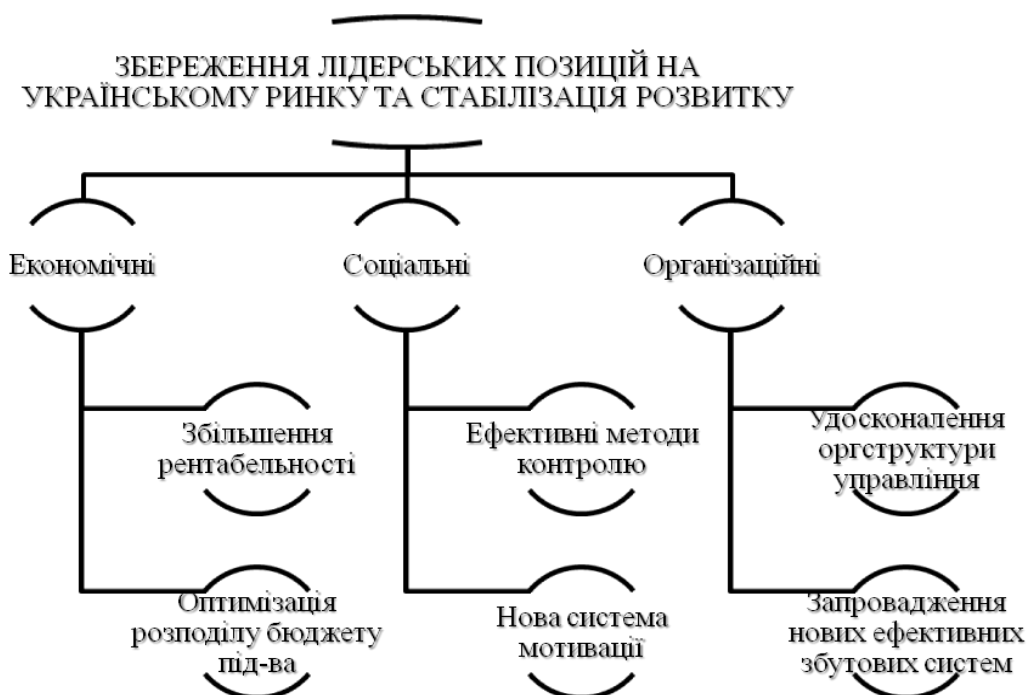 ЗБЕРЕЖЕННЯ ЛІДЕРСЬКИХ ПОЗИЦІЙ НА
УКРАЇНСЬКОМУ РИНКУ ТА СТАБІЛІЗАЦІЯ РОЗВИТКУ
Економічні
Соціальні
Організаційні
Збільшення
рентабельності
Ефективні методи
контролю
Удосконалення
оргструктури
управління
Оптимізація
розподілу бюджету
під-ва
Нова система
мотивації
Запровадження
нових ефективних
збутових систем